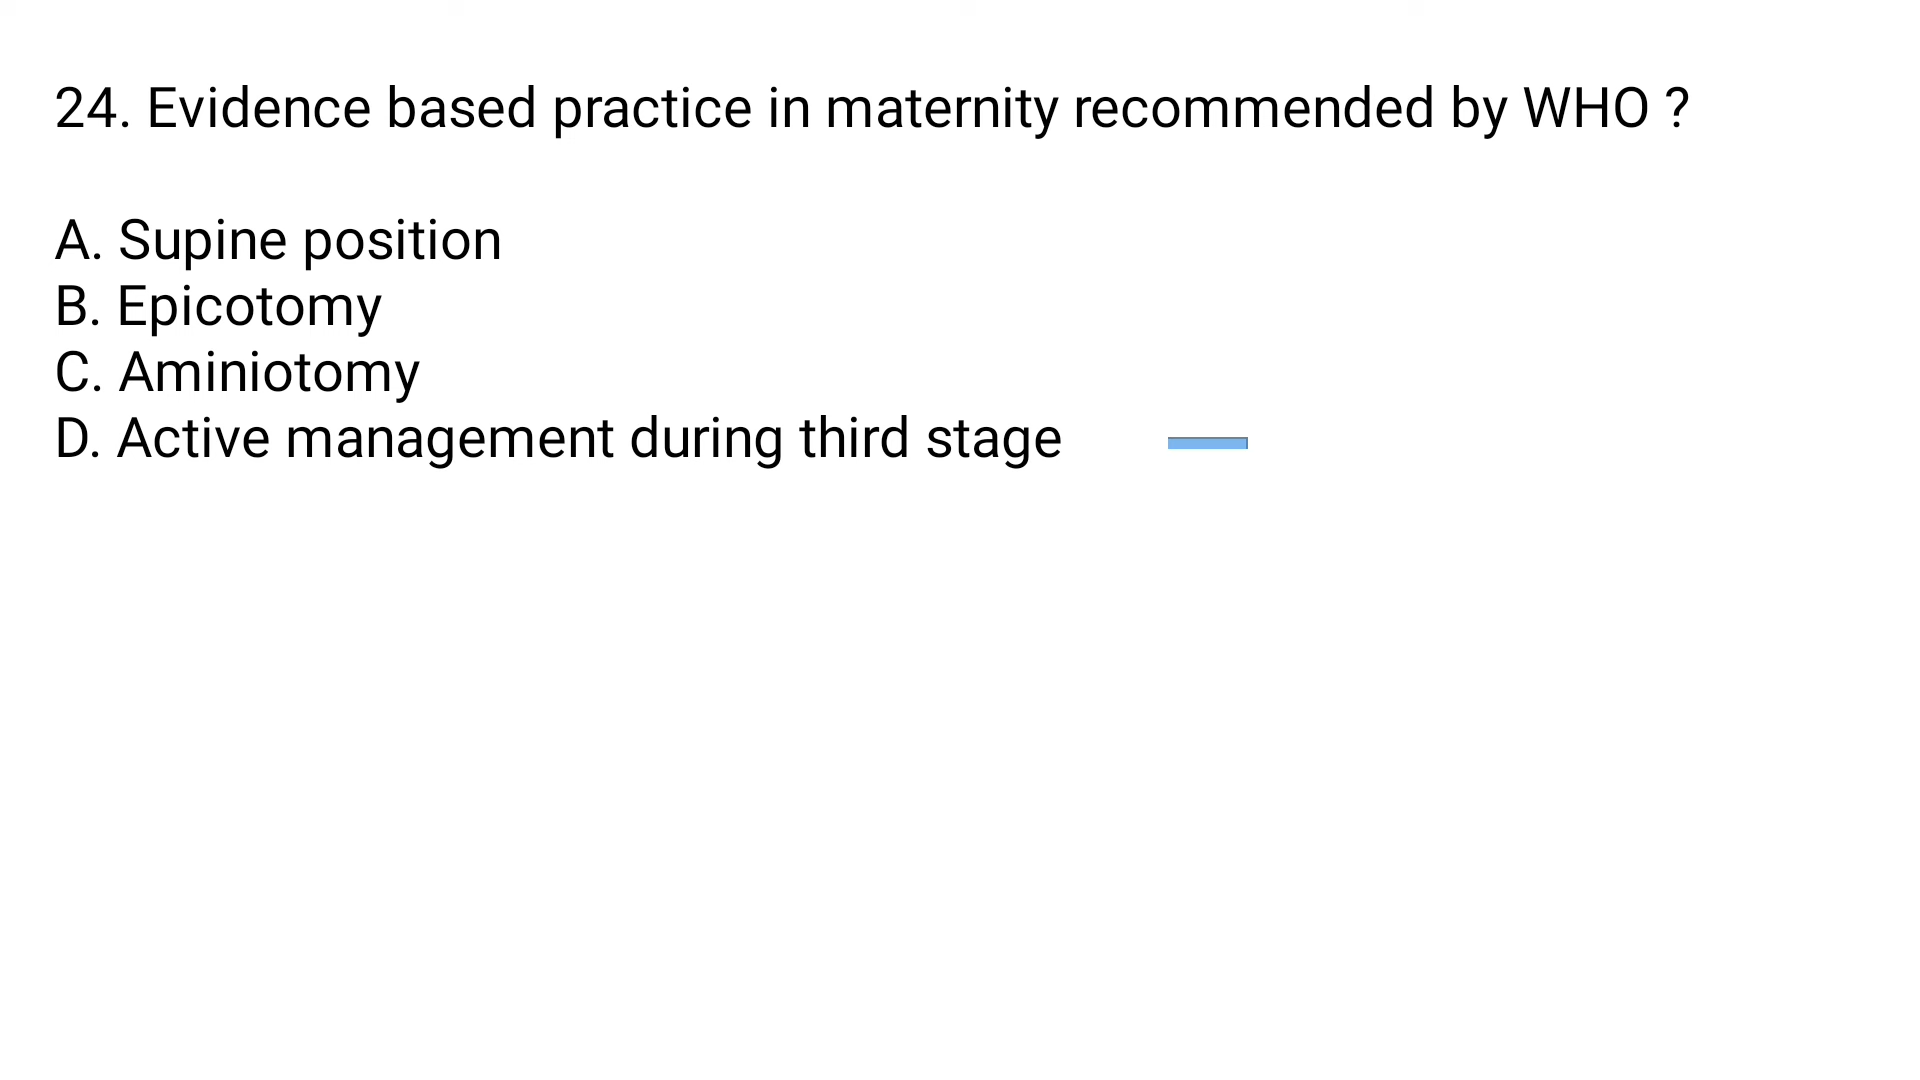 24. Evidence based practice in maternity recommended by WHO ?
A. Supine position
B. Epicotomy
C. Aminiotomy
D. Active management during third stage